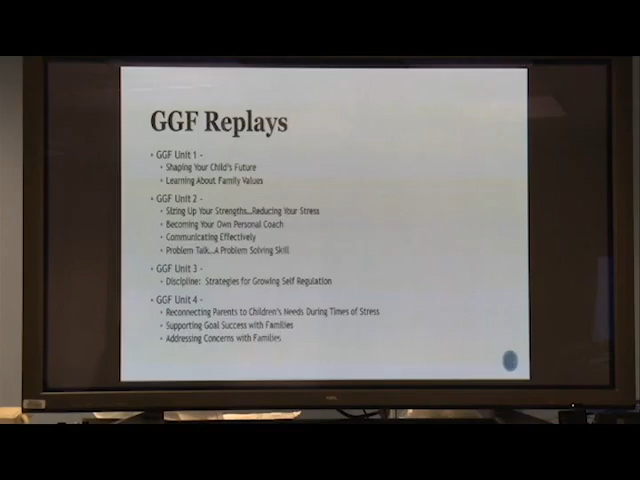 GGF Replays
• GGF Unit 1 -
• Shaping Your Child's Future
• Learning About Family Values
• GGF Unit 2 -
• Sizing Up Your Strengths...Reducing Your Stress
• Becoming Your Own Personal Coach
• Communicating Effectively
• Problem Talk...A Problem Solving Skill
• GGF Unit 3 -
• Discipline: Strategies for Growing Self Regulation
• GGF Unit 4 -
• Reconnecting Parents to Children's Needs During Times of Stress
• Supporting Goal Success with Families
• Addressing Concerns with Families